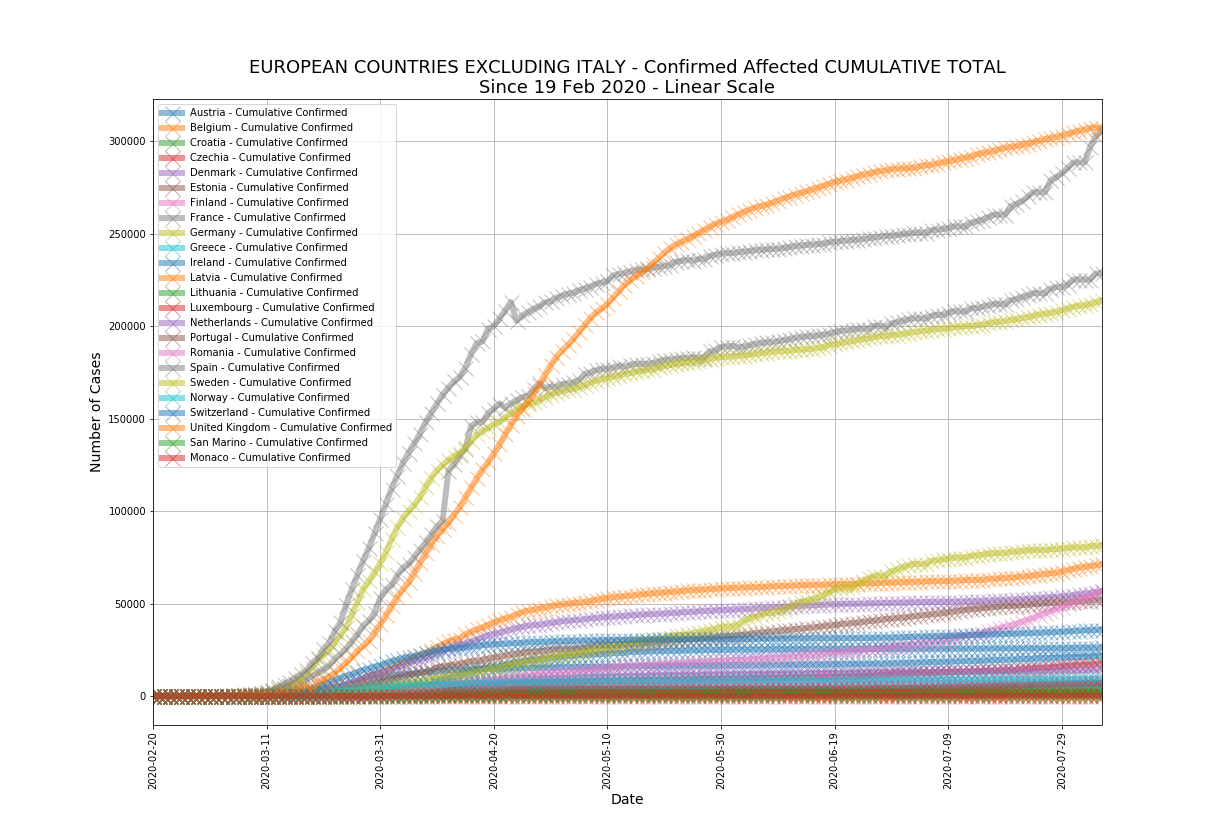 EUROPEAN COUNTRIES EXCLUDING ITALY - Confirmed Affected CUMULATIVE TOTAL
Since 19 Feb 2020 - Linear Scale
Austria - Cumulative Confirmed
Belgium - Cumulative Confirmed
Croatia - Cumulative Confirmed
Czechia - Cumulative Confirmed
Denmark - Cumulative Confirmed
Estonia - Cumulative Confirmed
Finland - Cumulative Confirmed
France - Cumulative Confirmed
Germany - Cumulative Confirmed
Greece - Cumulative Confirmed
Ireland - Cumulative Confirmed
Latvia - Cumulative Confirmed
Lithuania - Cumulative Confirmed
Luxembourg - Cumulative Confirmed
Netherlands - Cumulative Confirmed
Portugal - Cumulative Confirmed
Romania - Cumulative Confirmed
Spain - Cumulative Confirmed
Sweden - Cumulative Confirmed
Norway - Cumulative Confirmed
Switzerland - Cumulative Confirmed
United Kingdom - Cumulative Confirmed
San Marino - Cumulative Confirmed
Monaco - Cumulative Confirmed
Number of Cases
300000
250000
200000
150000
100000
50000
0
2020-02-20
2020-03-11
2020-03-31
2020-04-20
2020-05-10
2020-05-30
2020-06-19
2020-07-09
2020-07-29
Date